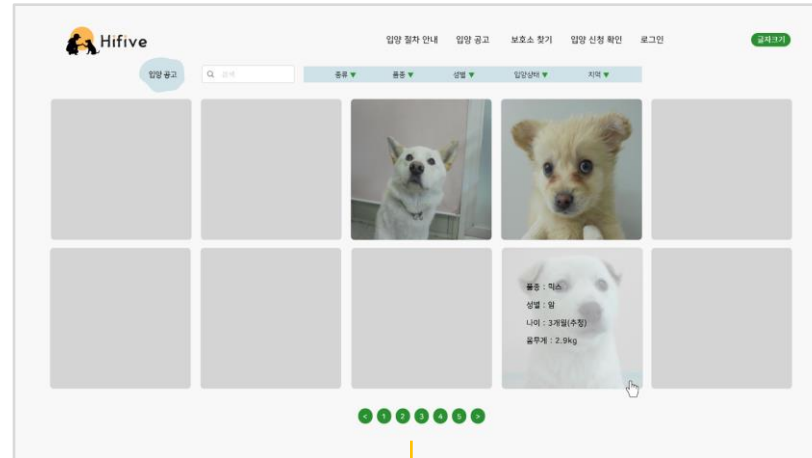 Hifive
입양 절차 안내 입양 공고 보호소 찾기 입양 신청 확인 로그인 글자크기
입양 공고 검색 종류 ▼ 품종 ▼ 성별 ▼ 입양상태 ▼ 지역 ▼
품종 : 믹스
성별 : 암
나이 : 3개월(추정)
몸무게 : 2.9kg
< 1 2 3 4 5 >